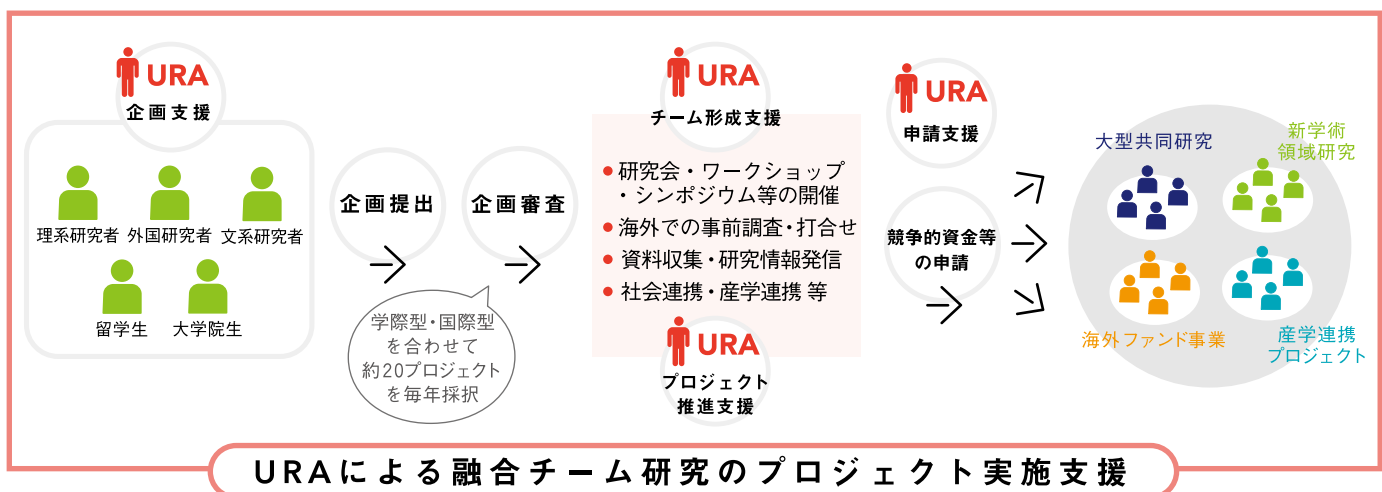 URA
企画支援
理系研究者 外国研究者 文系研究者
留学生 大学院生
企画提出
企画審査
学際型・国際型
を合わせて
約20プロジェクト
を毎年採択
URA
チーム形成支援
●研究会・ワークショップ
・シンポジウム等の開催
●海外での事前調査・打合せ
●資料収集・研究情報発信
●社会連携・産学連携 等
URA
プロジェクト
推進支援
URA
申請支援
競争的資金等
の申請
大型共同研究
新学術
領域研究
海外ファンド事業
産学連携
プロジェクト
URAによる融合チーム研究のプロジェクト実施支援